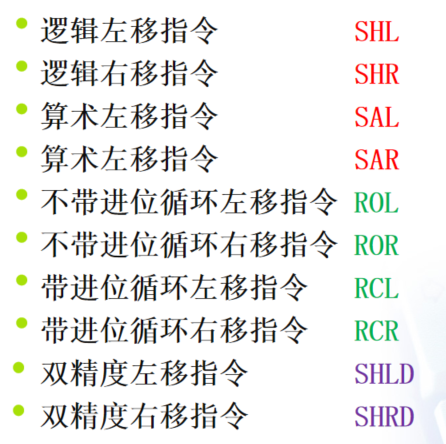 逻辑左移指令 SHL
逻辑右移指令 SHR
算术左移指令 SAL
算术左移指令 SAR
不带进位循环左移指令 ROL
不带进位循环右移指令 ROR
带进位循环左移指令 RCL
带进位循环右移指令 RCR
双精度左移指令 SHLD
双精度右移指令 SHRD